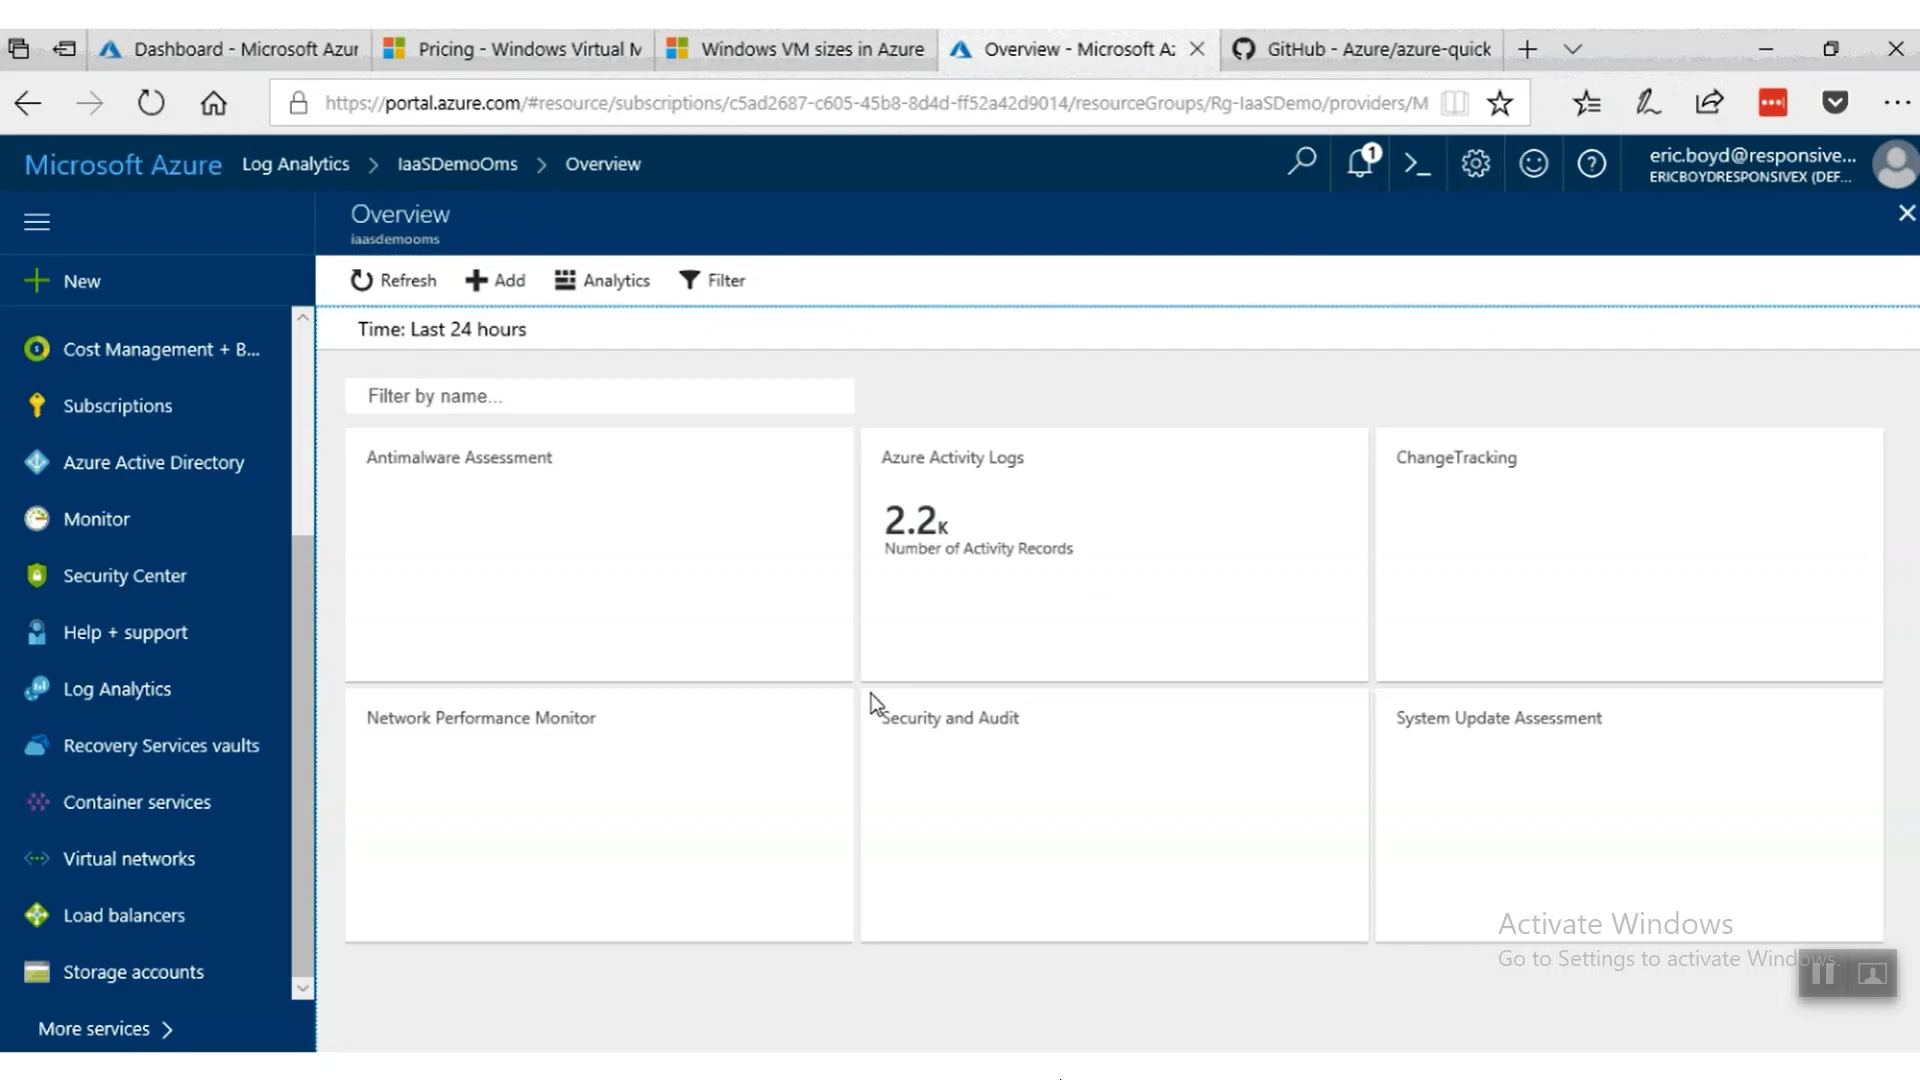 Dashboard - Microsoft Azur
Pricing - Windows Virtual M
Windows VM sizes in Azure
Overview - Microsoft Az
GitHub - Azure/azure-quick
https://portal.azure.com/#resource/subscriptions/c5ad2687-c605-45b8-8d4d-ff52a42d9014/resourceGroups/Rg-IaaSDemo/providers/M
Microsoft Azure Log Analytics > IaaSDemoOms > Overview
1
eric.boyd@responsive...
ERICBOYDRESPONSIVEX (DEF...
Overview
iaasdemooms
New
Refresh Add Analytics Filter
Time: Last 24 hours
Cost Management + B...
Subscriptions
Azure Active Directory
Monitor
Security Center
Help + support
Log Analytics
Recovery Services vaults
Container services
Virtual networks
Load balancers
Storage accounts
More services >
Filter by name...
Antimalware Assessment
Azure Activity Logs
2.2K
Number of Activity Records
ChangeTracking
Network Performance Monitor
Security and Audit
System Update Assessment
Activate Windows
Go to Settings to activate Windows.